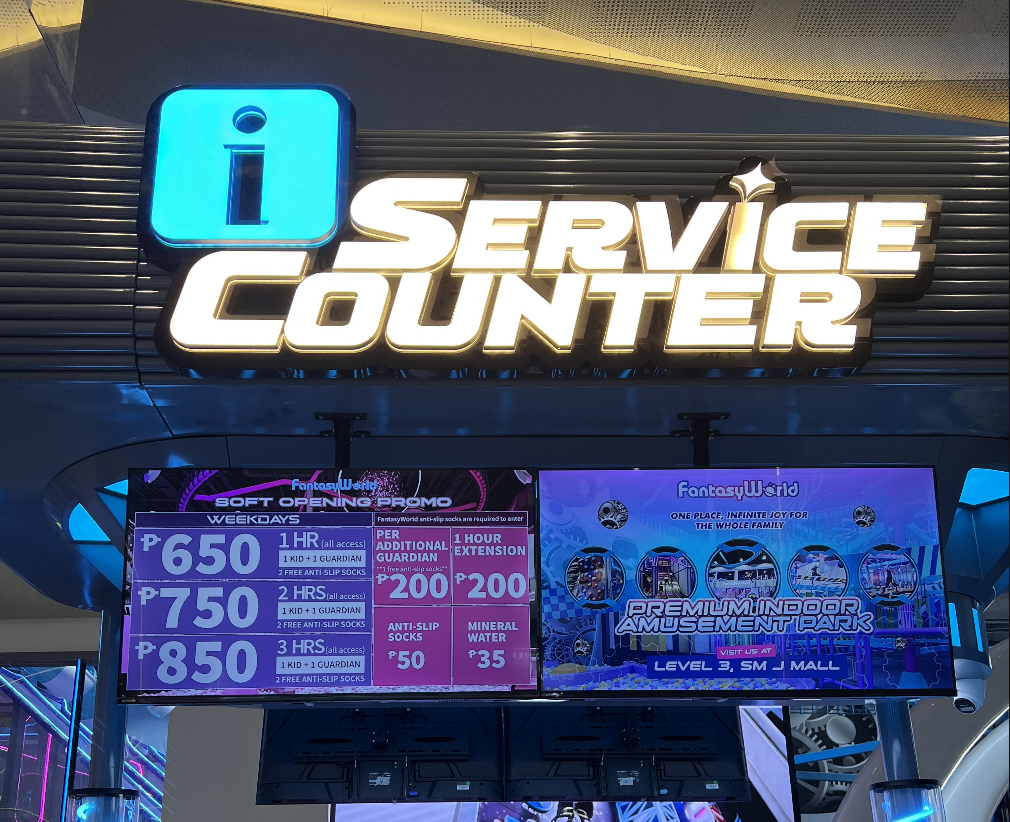 i
SERVICE
COUNTER
FantasyWorld
SOFT OPENING PROMO
WEEKDAYS
₱650
1 HR (all access)
1 KID + 1 GUARDIAN
2 FREE ANTI-SLIP SOCKS
₱750
2 HRS (all access)
1 KID + 1 GUARDIAN
2 FREE ANTI-SLIP SOCKS
₱850
3 HRS (all access)
1 KID + 1 GUARDIAN
2 FREE ANTI-SLIP SOCKS
FantasyWorld anti-slip socks are required to enter
PER
ADDITIONAL
GUARDIAN
**1 free anti-slip socks**
₱200
1 HOUR
EXTENSION
₱200
ANTI-SLIP
SOCKS
₱50
MINERAL
WATER
₱35
FantasyWorld
ONE PLACE, INFINITE JOY FOR
THE WHOLE FAMILY
PREMIUM INDOOR
AMUSEMENT PARK
VISIT US AT
LEVEL 3, SM J MALL